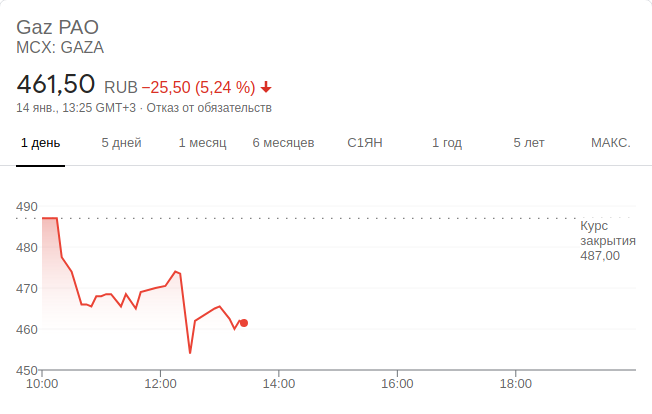 Gaz PAO
MCX: GAZA
461,50 RUB −25,50 (5,24 %)
14 янв., 13:25 GMT+3 · Отказ от обязательств
1 день 5 дней 1 месяц 6 месяцев С1ЯН 1 год 5 лет МАКС.
490
Курс
закрытия
480
487,00
470
460
450
10:00 12:00 14:00 16:00 18:00